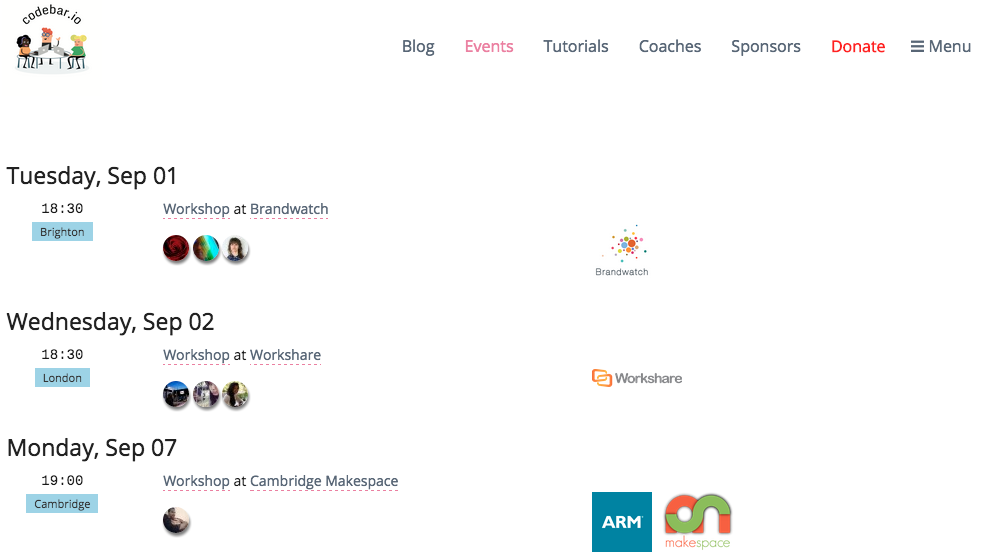 codebar.io
Blog Events Tutorials Coaches Sponsors Donate Menu
Tuesday, Sep 01
18:30 Workshop at Brandwatch
Brighton
Brandwatch
Wednesday, Sep 02
18:30 Workshop at Workshare
London
Workshare
Monday, Sep 07
19:00 Workshop at Cambridge Makespace
Cambridge
ARM
makespace